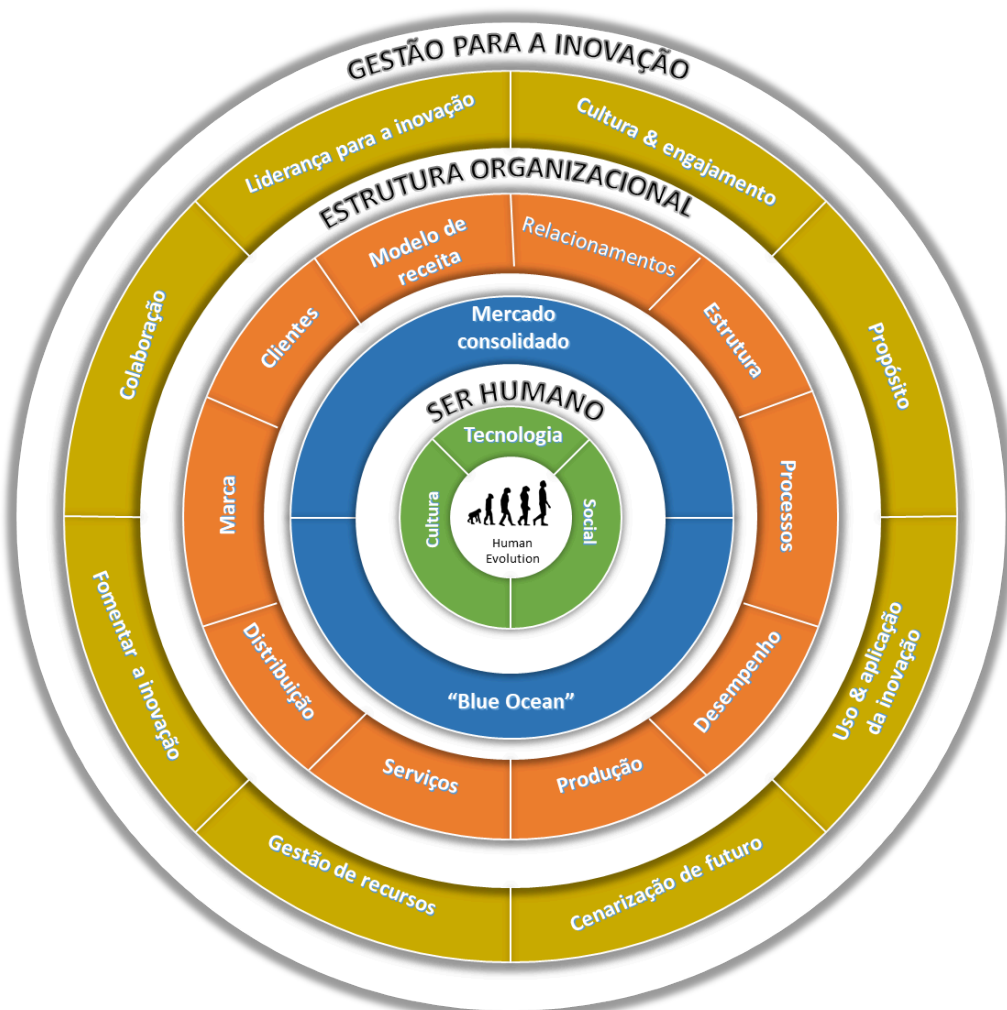 GESTÃO PARA A INOVAÇÃO
Liderança para a inovação
Cultura & engajamento
Propósito
Uso & aplicação
da inovação
Cenarização de futuro
Gestão de recursos
Fomentar a inovação
Colaboração
ESTRUTURA ORGANIZACIONAL
Modelo de
receita
Relacionamentos
Estrutura
Processos
Desempenho
Produção
Serviços
Distribuição
Marca
Clientes
Mercado
consolidado
"Blue Ocean"
SER HUMANO
Tecnologia
Social
Cultura
Human
Evolution